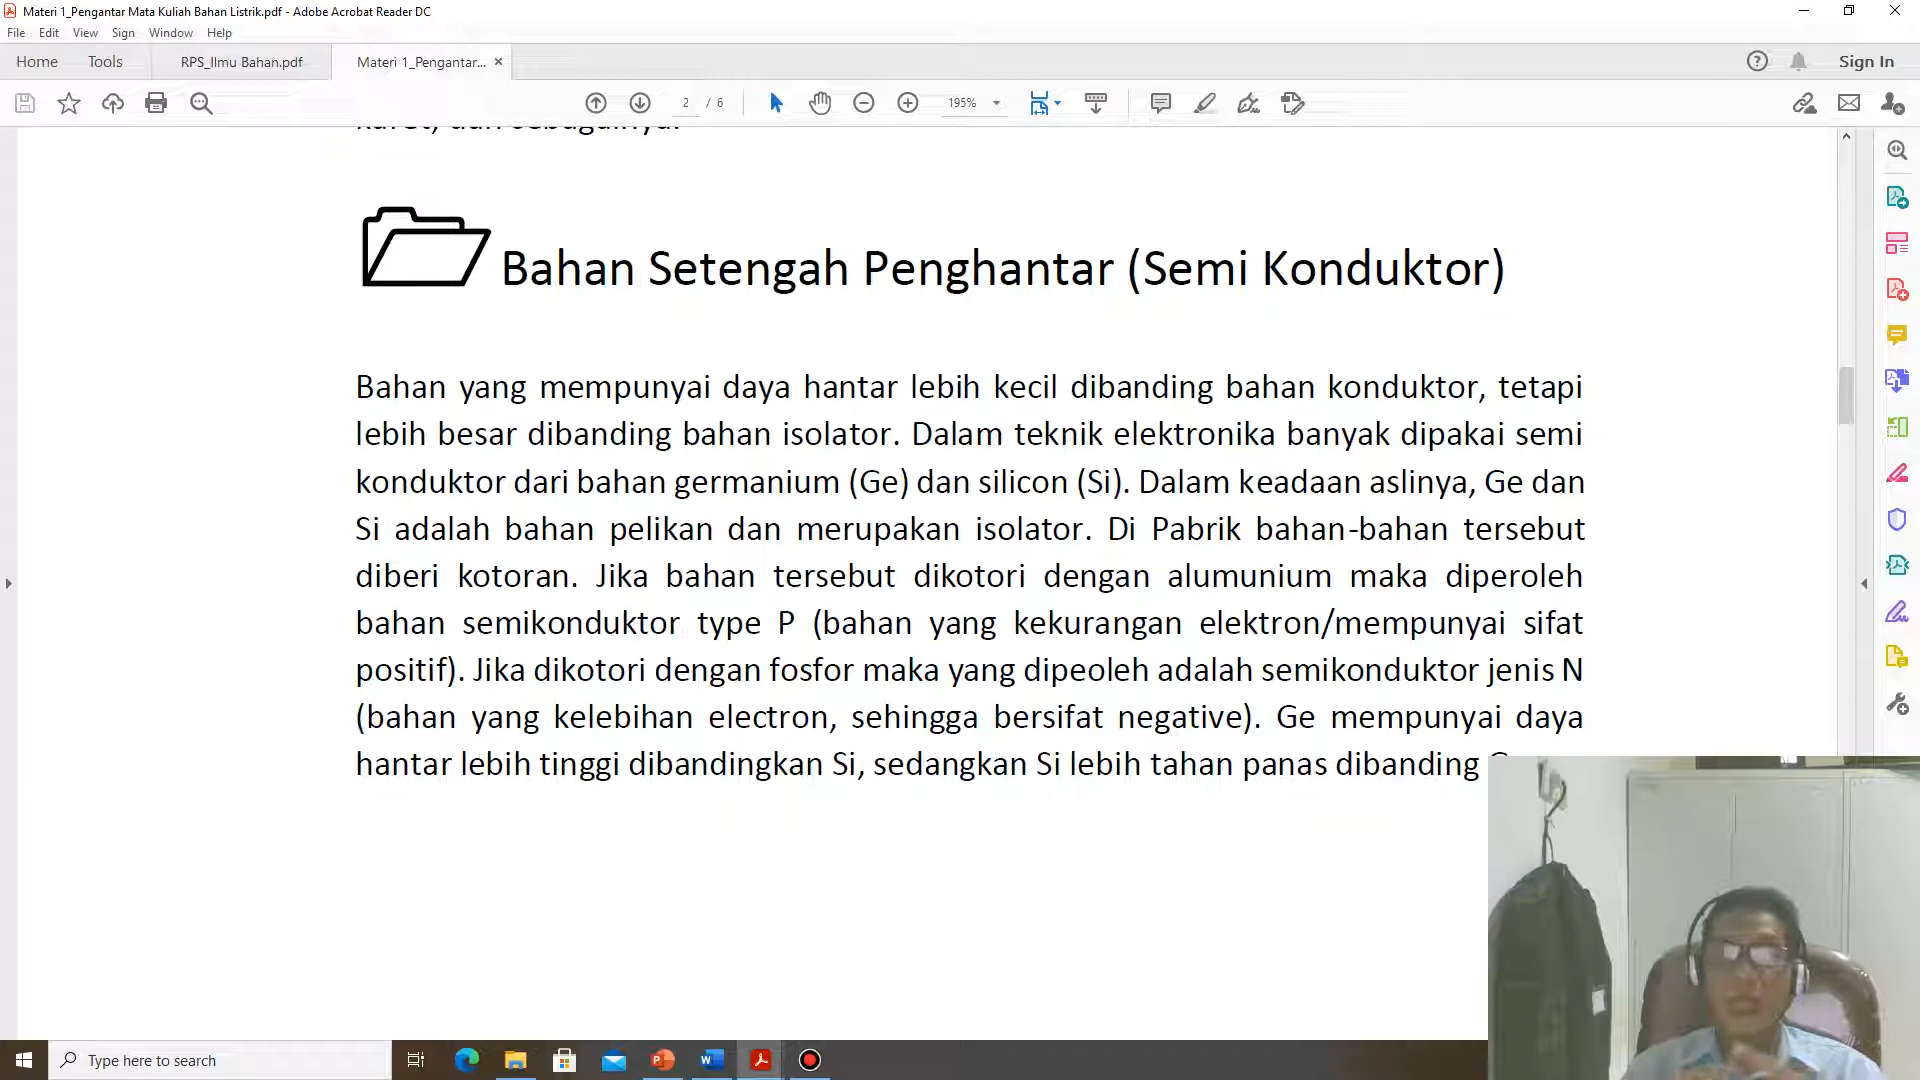 Materi 1_Pengantar Mata Kuliah Bahan Listrik.pdf - Adobe Acrobat Reader DC
File Edit View Sign Window Help
Home Tools RPS_Ilmu Bahan.pdf Materi 1_Pengantar... Sign In
2 / 6 195%
Bahan Setengah Penghantar (Semi Konduktor)
Bahan yang mempunyai daya hantar lebih kecil dibanding bahan konduktor, tetapi
lebih besar dibanding bahan isolator. Dalam teknik elektronika banyak dipakai semi
konduktor dari bahan germanium (Ge) dan silicon (Si). Dalam keadaan aslinya, Ge dan
Si adalah bahan pelikan dan merupakan isolator. Di Pabrik bahan-bahan tersebut
diberi kotoran. Jika bahan tersebut dikotori dengan alumunium maka diperoleh
bahan semikonduktor type P (bahan yang kekurangan elektron/mempunyai sifat
positif). Jika dikotori dengan fosfor maka yang dipeoleh adalah semikonduktor jenis N
(bahan yang kelebihan electron, sehingga bersifat negative). Ge mempunyai daya
hantar lebih tinggi dibandingkan Si, sedangkan Si lebih tahan panas dibanding
Type here to search